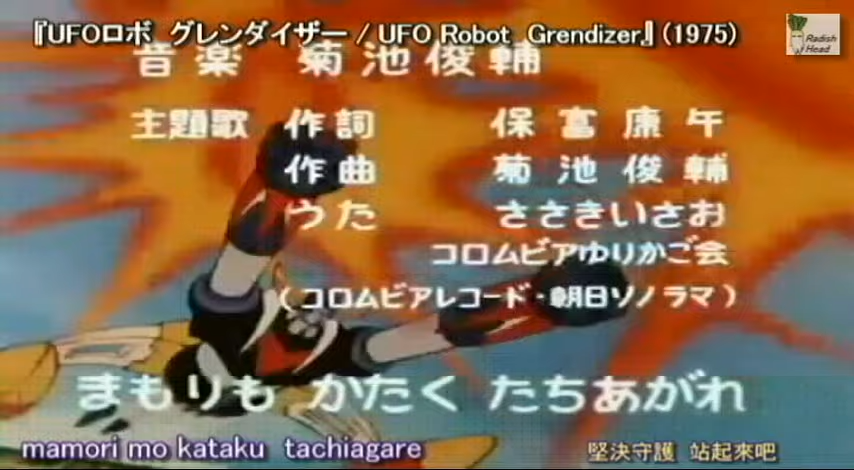 『UFOロボ グレンダイザー / UFO Robot Grendizer』(1975)
Radish Head
音楽 菊池俊輔
主題歌 作詞 保富康午
作曲 菊池俊輔
うた ささきいさお
コロムビアゆりかご会
(コロムビアレコード・朝日ソノラマ)
まもりも かたく たちあがれ
mamori mo kataku tachiagare
堅決守護 站起來吧